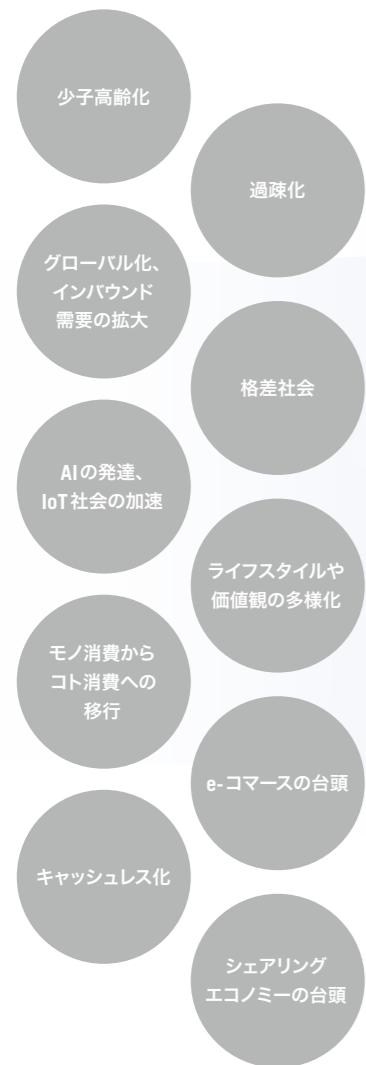 少子高齢化
過疎化
グローバル化、
インバウンド
需要の拡大
格差社会
AIの発達、
IoT社会の加速
ライフスタイルや
価値観の多様化
モノ消費から
コト消費への
移行
e-コマースの台頭
キャッシュレス化
シェアリング
エコノミーの台頭